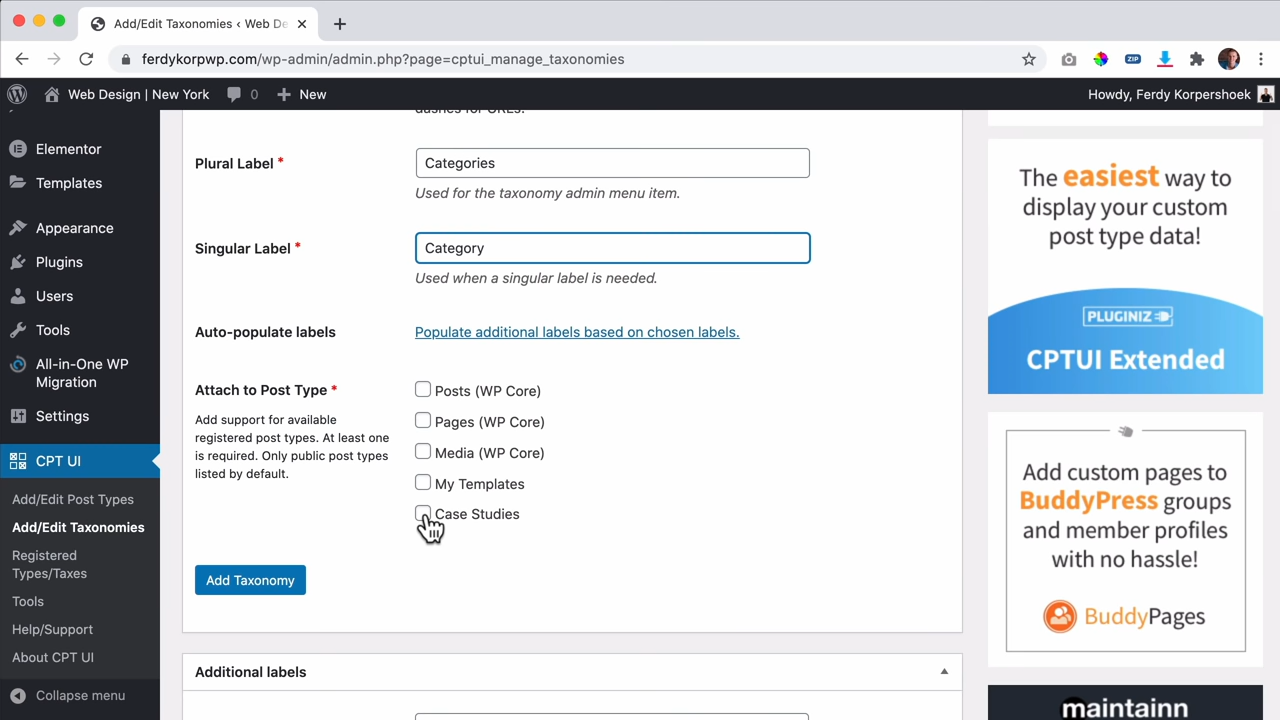 Add/Edit Taxonomies ‹ Web De
ferdykorpwp.com/wp-admin/admin.php?page=cptui_manage_taxonomies
ZIP
Web Design | New York
0
New
Howdy, Ferdy Korpershoek
Elementor
Templates
Appearance
Plugins
Users
Tools
All-in-One WP
Migration
Settings
CPT UI
Add/Edit Post Types
Add/Edit Taxonomies
Registered
Types/Taxes
Tools
Help/Support
About CPT UI
Collapse menu
dashes for URLs.
Plural Label *
Categories
Used for the taxonomy admin menu item.
Singular Label *
Category
Used when a singular label is needed.
Auto-populate labels
Populate additional labels based on chosen labels.
Attach to Post Type *
Add support for available
registered post types. At least one
is required. Only public post types
listed by default.
Posts (WP Core)
Pages (WP Core)
Media (WP Core)
My Templates
Case Studies
Add Taxonomy
Additional labels
The easiest way to
display your custom
post type data!
PLUGINIZ
CPTUI Extended
Add custom pages to
BuddyPress groups
and member profiles
with no hassle!
BuddyPages
maintainn